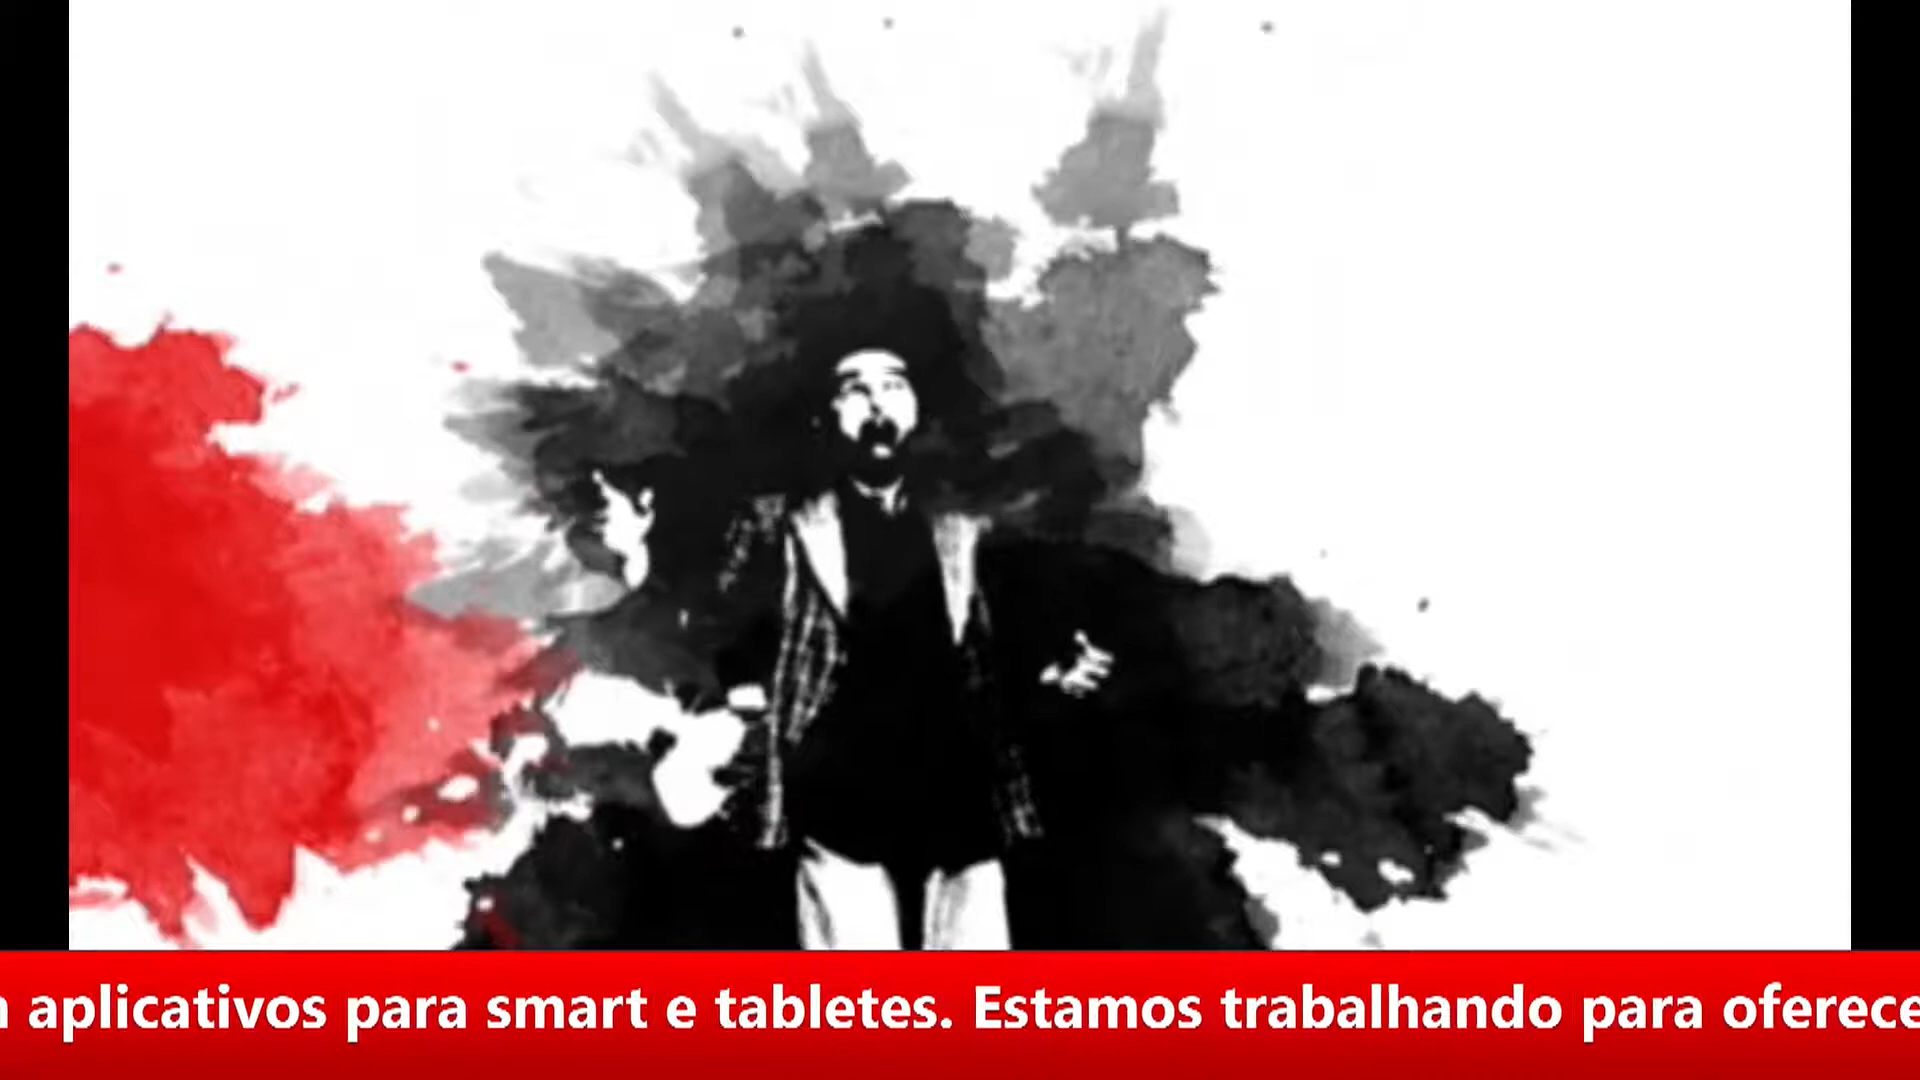 aplicativos para smart e tabletes. Estamos trabalhando para oferece